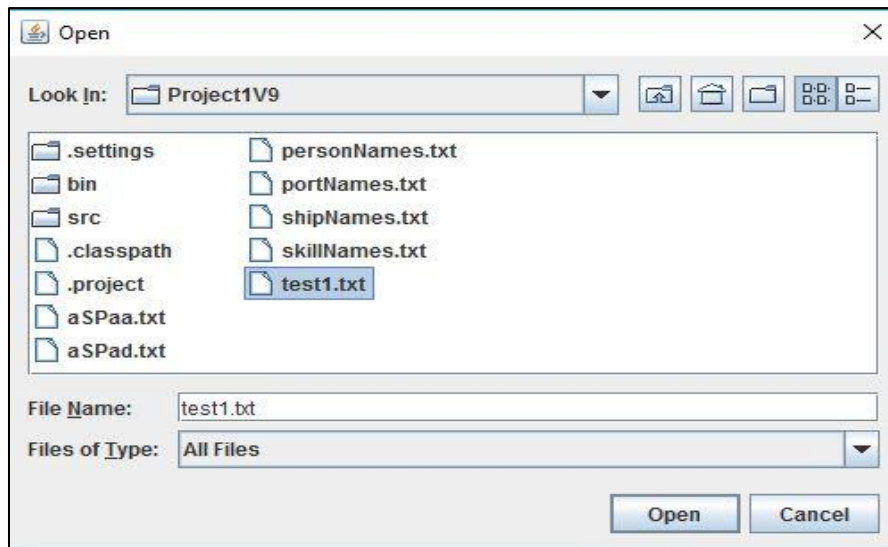 Open
Look In: Project1V9
.settings
bin
src
.classpath
.project
aSPaa.txt
aSPad.txt
personNames.txt
portNames.txt
shipNames.txt
skillNames.txt
test1.txt
File Name: test1.txt
Files of Type: All Files
Open Cancel